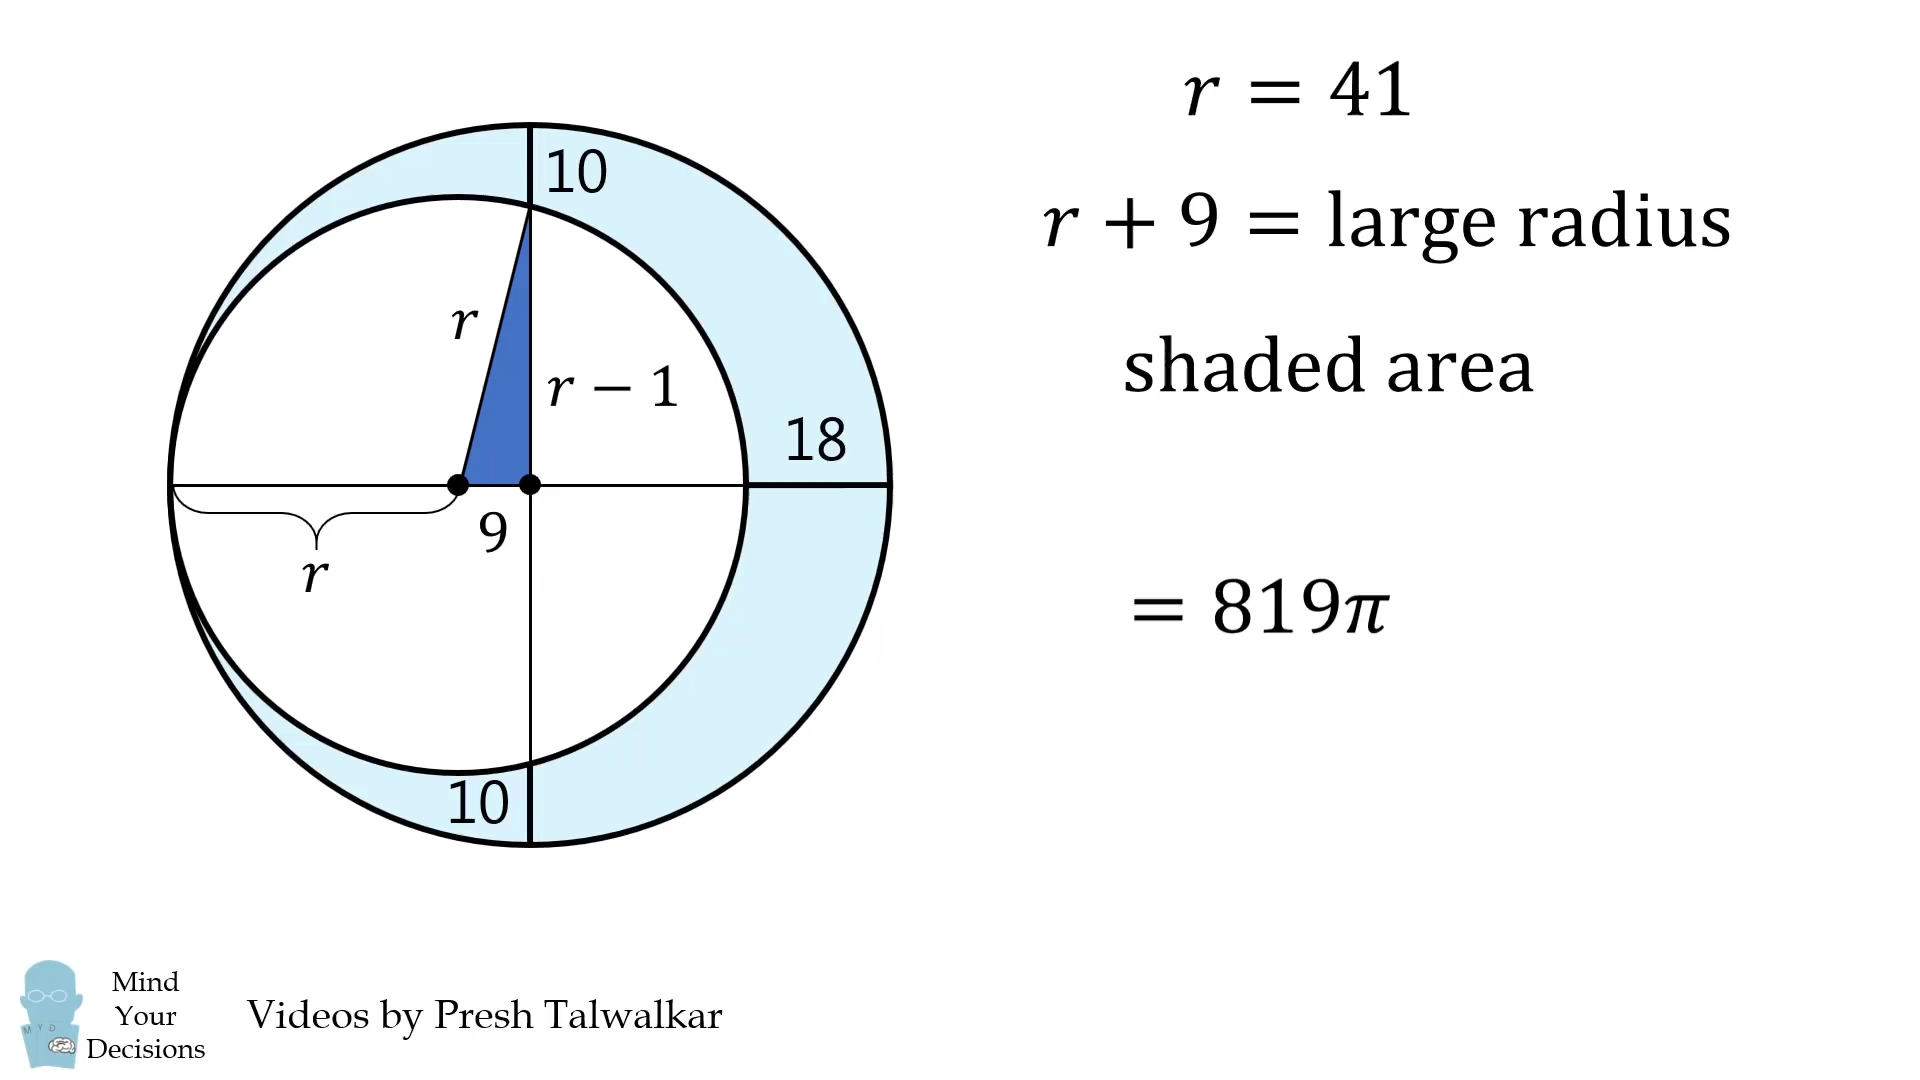 r = 41
r + 9 = large radius
shaded area
= 819π
10
r
r − 1
18
9
r
10
Mind
Your
Decisions
M Y D
Videos by Presh Talwalkar